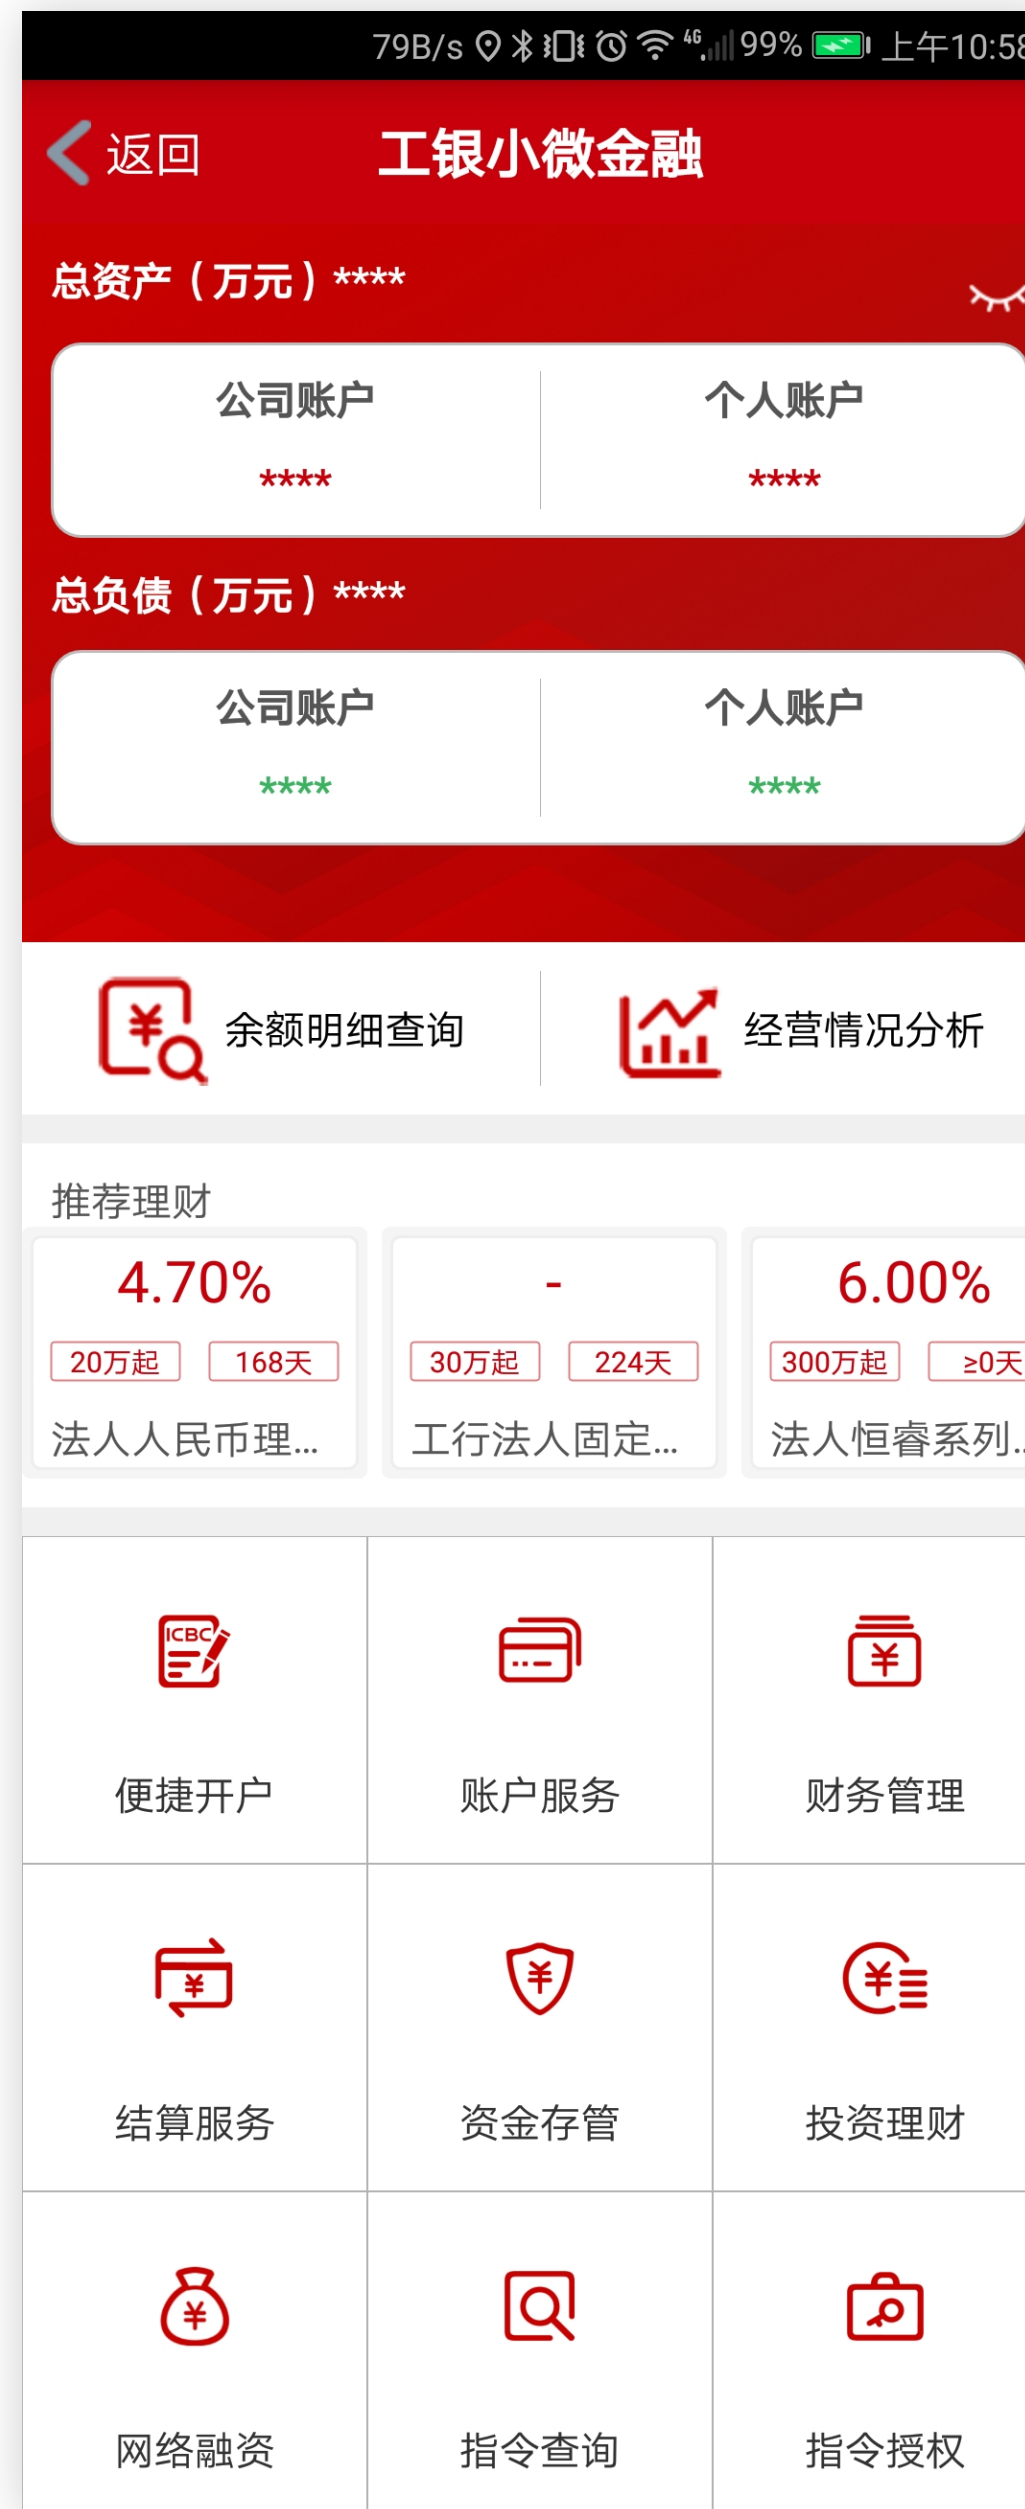 79B/s 4G 99% 上午10:58
返回 工银小微金融
总资产（万元）****
公司账户 个人账户
**** ****
总负债（万元）****
公司账户 个人账户
**** ****
余额明细查询 经营情况分析
推荐理财
4.70% - 6.00%
20万起 168天 30万起 224天 300万起 ≥0天
法人人民币理... 工行法人固定... 法人恒睿系列..
ICBC
便捷开户 账户服务 财务管理
结算服务 资金存管 投资理财
网络融资 指令查询 指令授权